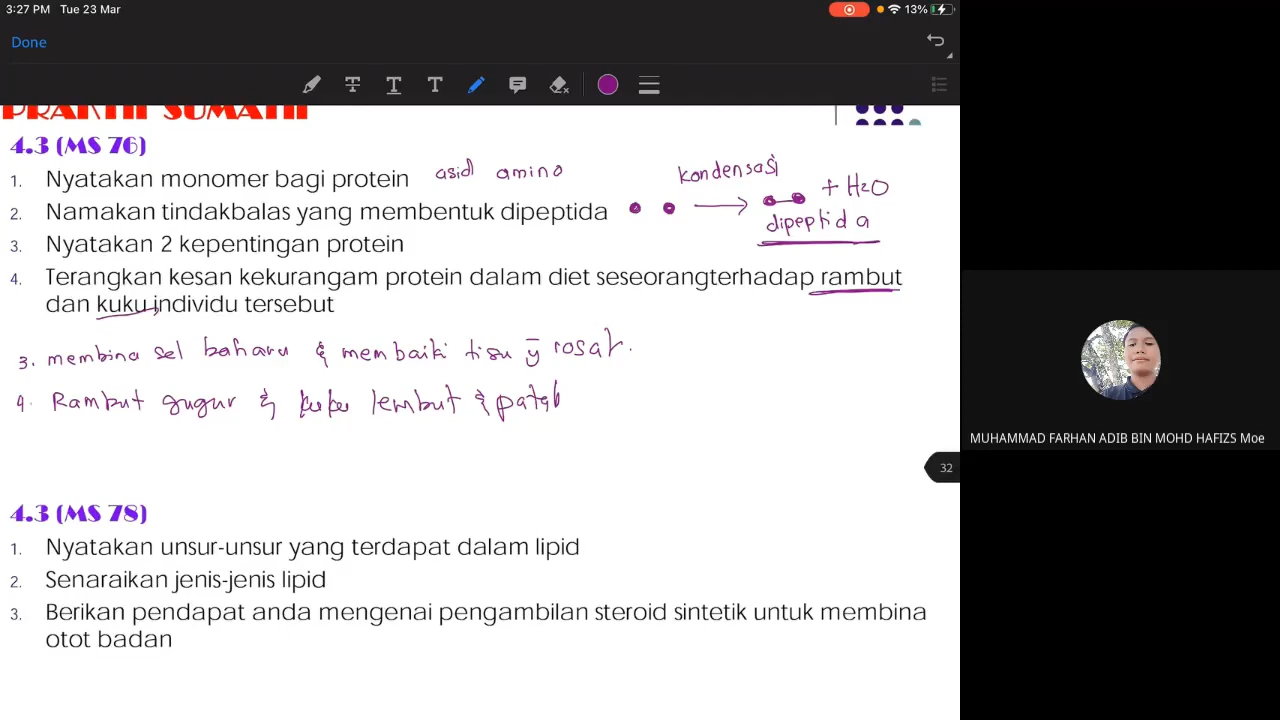 3:27 PM Tue 23 Mar
13%
Done
PRAKTIF SUMATIF
4.3 (MS 76)
1. Nyatakan monomer bagi protein asid amino
kondensasi
2. Namakan tindakbalas yang membentuk dipeptida + H2O
dipeptida
3. Nyatakan 2 kepentingan protein
4. Terangkan kesan kekurangam protein dalam diet seseorangterhadap rambut
dan kuku individu tersebut
3. membina sel baharu & membaiki tisu ȳ rosak.
4. Rambut gugur & kuku lembut & patah
32
4.3 (MS 78)
1. Nyatakan unsur-unsur yang terdapat dalam lipid
2. Senaraikan jenis-jenis lipid
3. Berikan pendapat anda mengenai pengambilan steroid sintetik untuk membina
otot badan
MUHAMMAD FARHAN ADIB BIN MOHD HAFIZS Moe